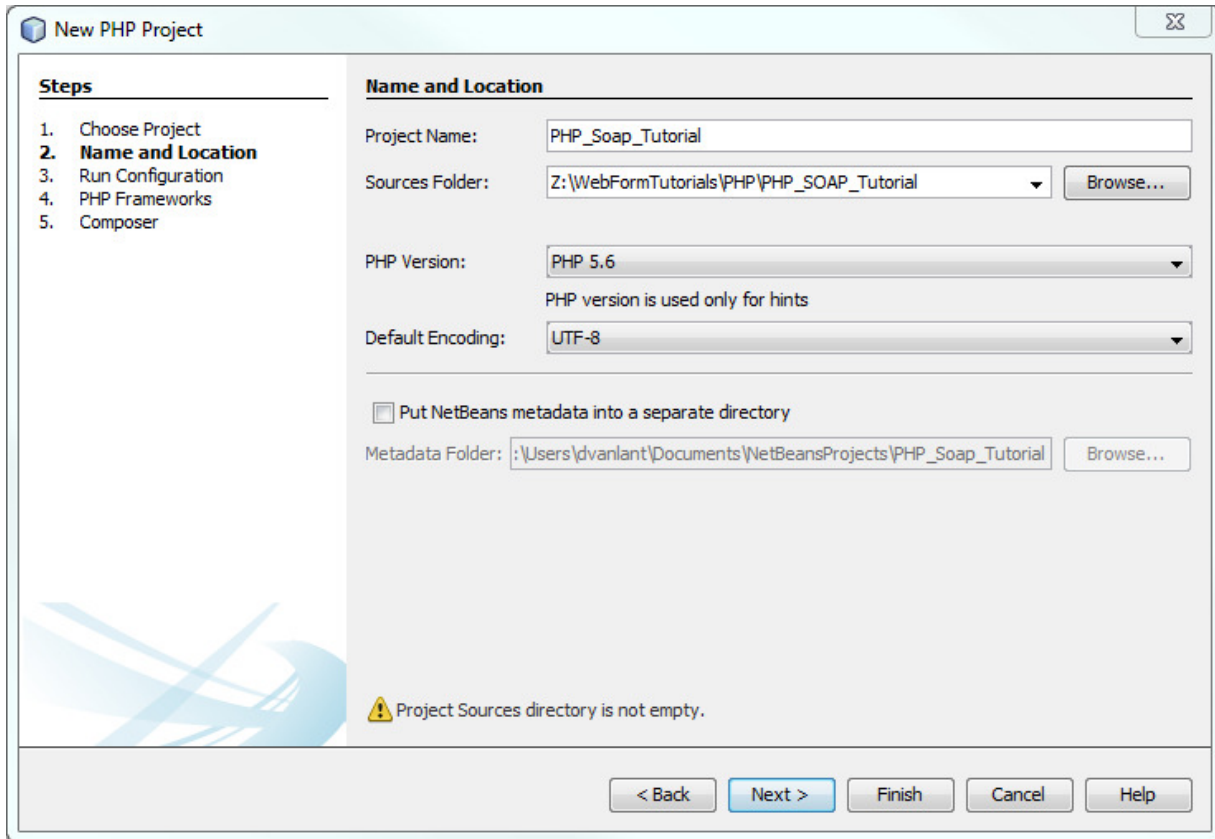 New PHP Project
Steps
1. Choose Project
2. Name and Location
3. Run Configuration
4. PHP Frameworks
5. Composer
Name and Location
Project Name: PHP_Soap_Tutorial
Sources Folder: Z:\WebFormTutorials\PHP\PHP_SOAP_Tutorial Browse...
PHP Version: PHP 5.6
PHP version is used only for hints
Default Encoding: UTF-8
Put NetBeans metadata into a separate directory
Metadata Folder: :\Users\dvanlant\Documents\NetBeansProjects\PHP_Soap_Tutorial Browse...
Project Sources directory is not empty.
< Back Next > Finish Cancel Help